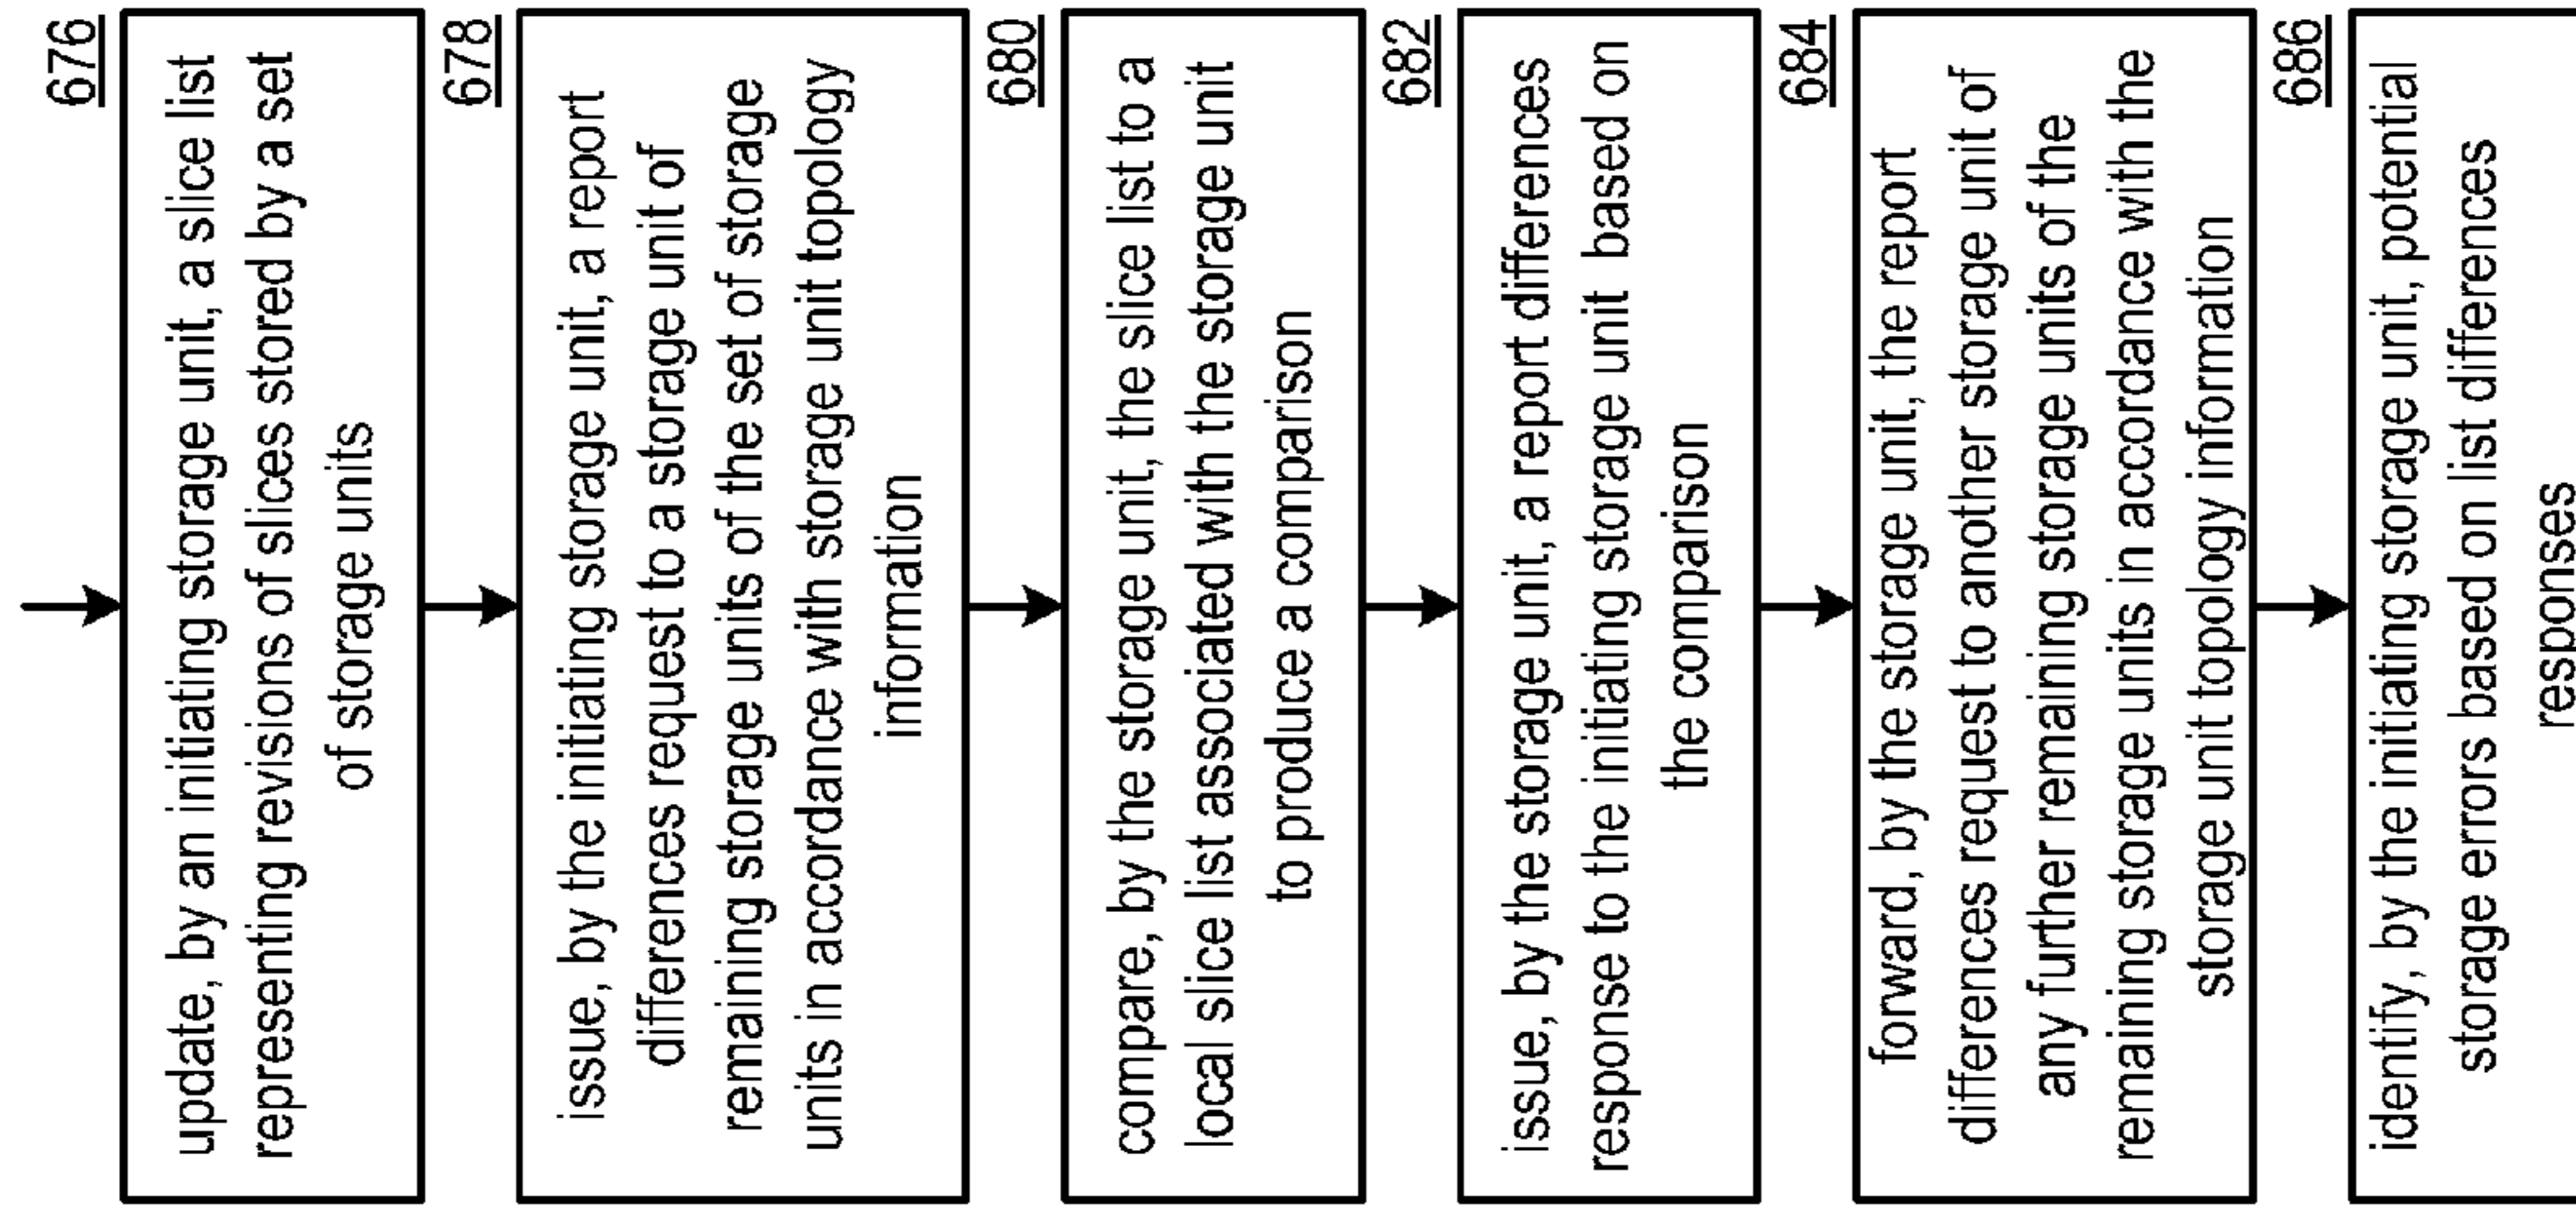 676
update, by an initiating storage unit, a slice list
representing revisions of slices stored by a set
of storage units
678
issue, by the initiating storage unit, a report
differences request to a storage unit of
remaining storage units of the set of storage
units in accordance with storage unit topology
information
680
compare, by the storage unit, the slice list to a
local slice list associated with the storage unit
to produce a comparison
682
issue, by the storage unit, a report differences
response to the initiating storage unit based on
the comparison
684
forward, by the storage unit, the report
differences request to another storage unit of
any further remaining storage units of the
remaining storage units in accordance with the
storage unit topology information
686
identify, by the initiating storage unit, potential
storage errors based on list differences
responses